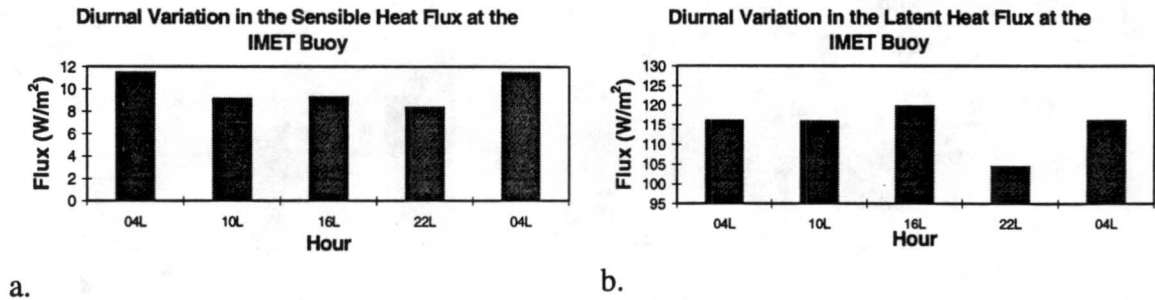 Diurnal Variation in the Sensible Heat Flux at the
IMET Buoy
Flux (W/m²)
12
10
8
6
4
2
0
04L 10L 16L 22L 04L
Hour
a.
Diurnal Variation in the Latent Heat Flux at the
IMET Buoy
Flux (W/m²)
130
125
120
115
110
105
100
95
04L 10L 16L 22L 04L
Hour
b.